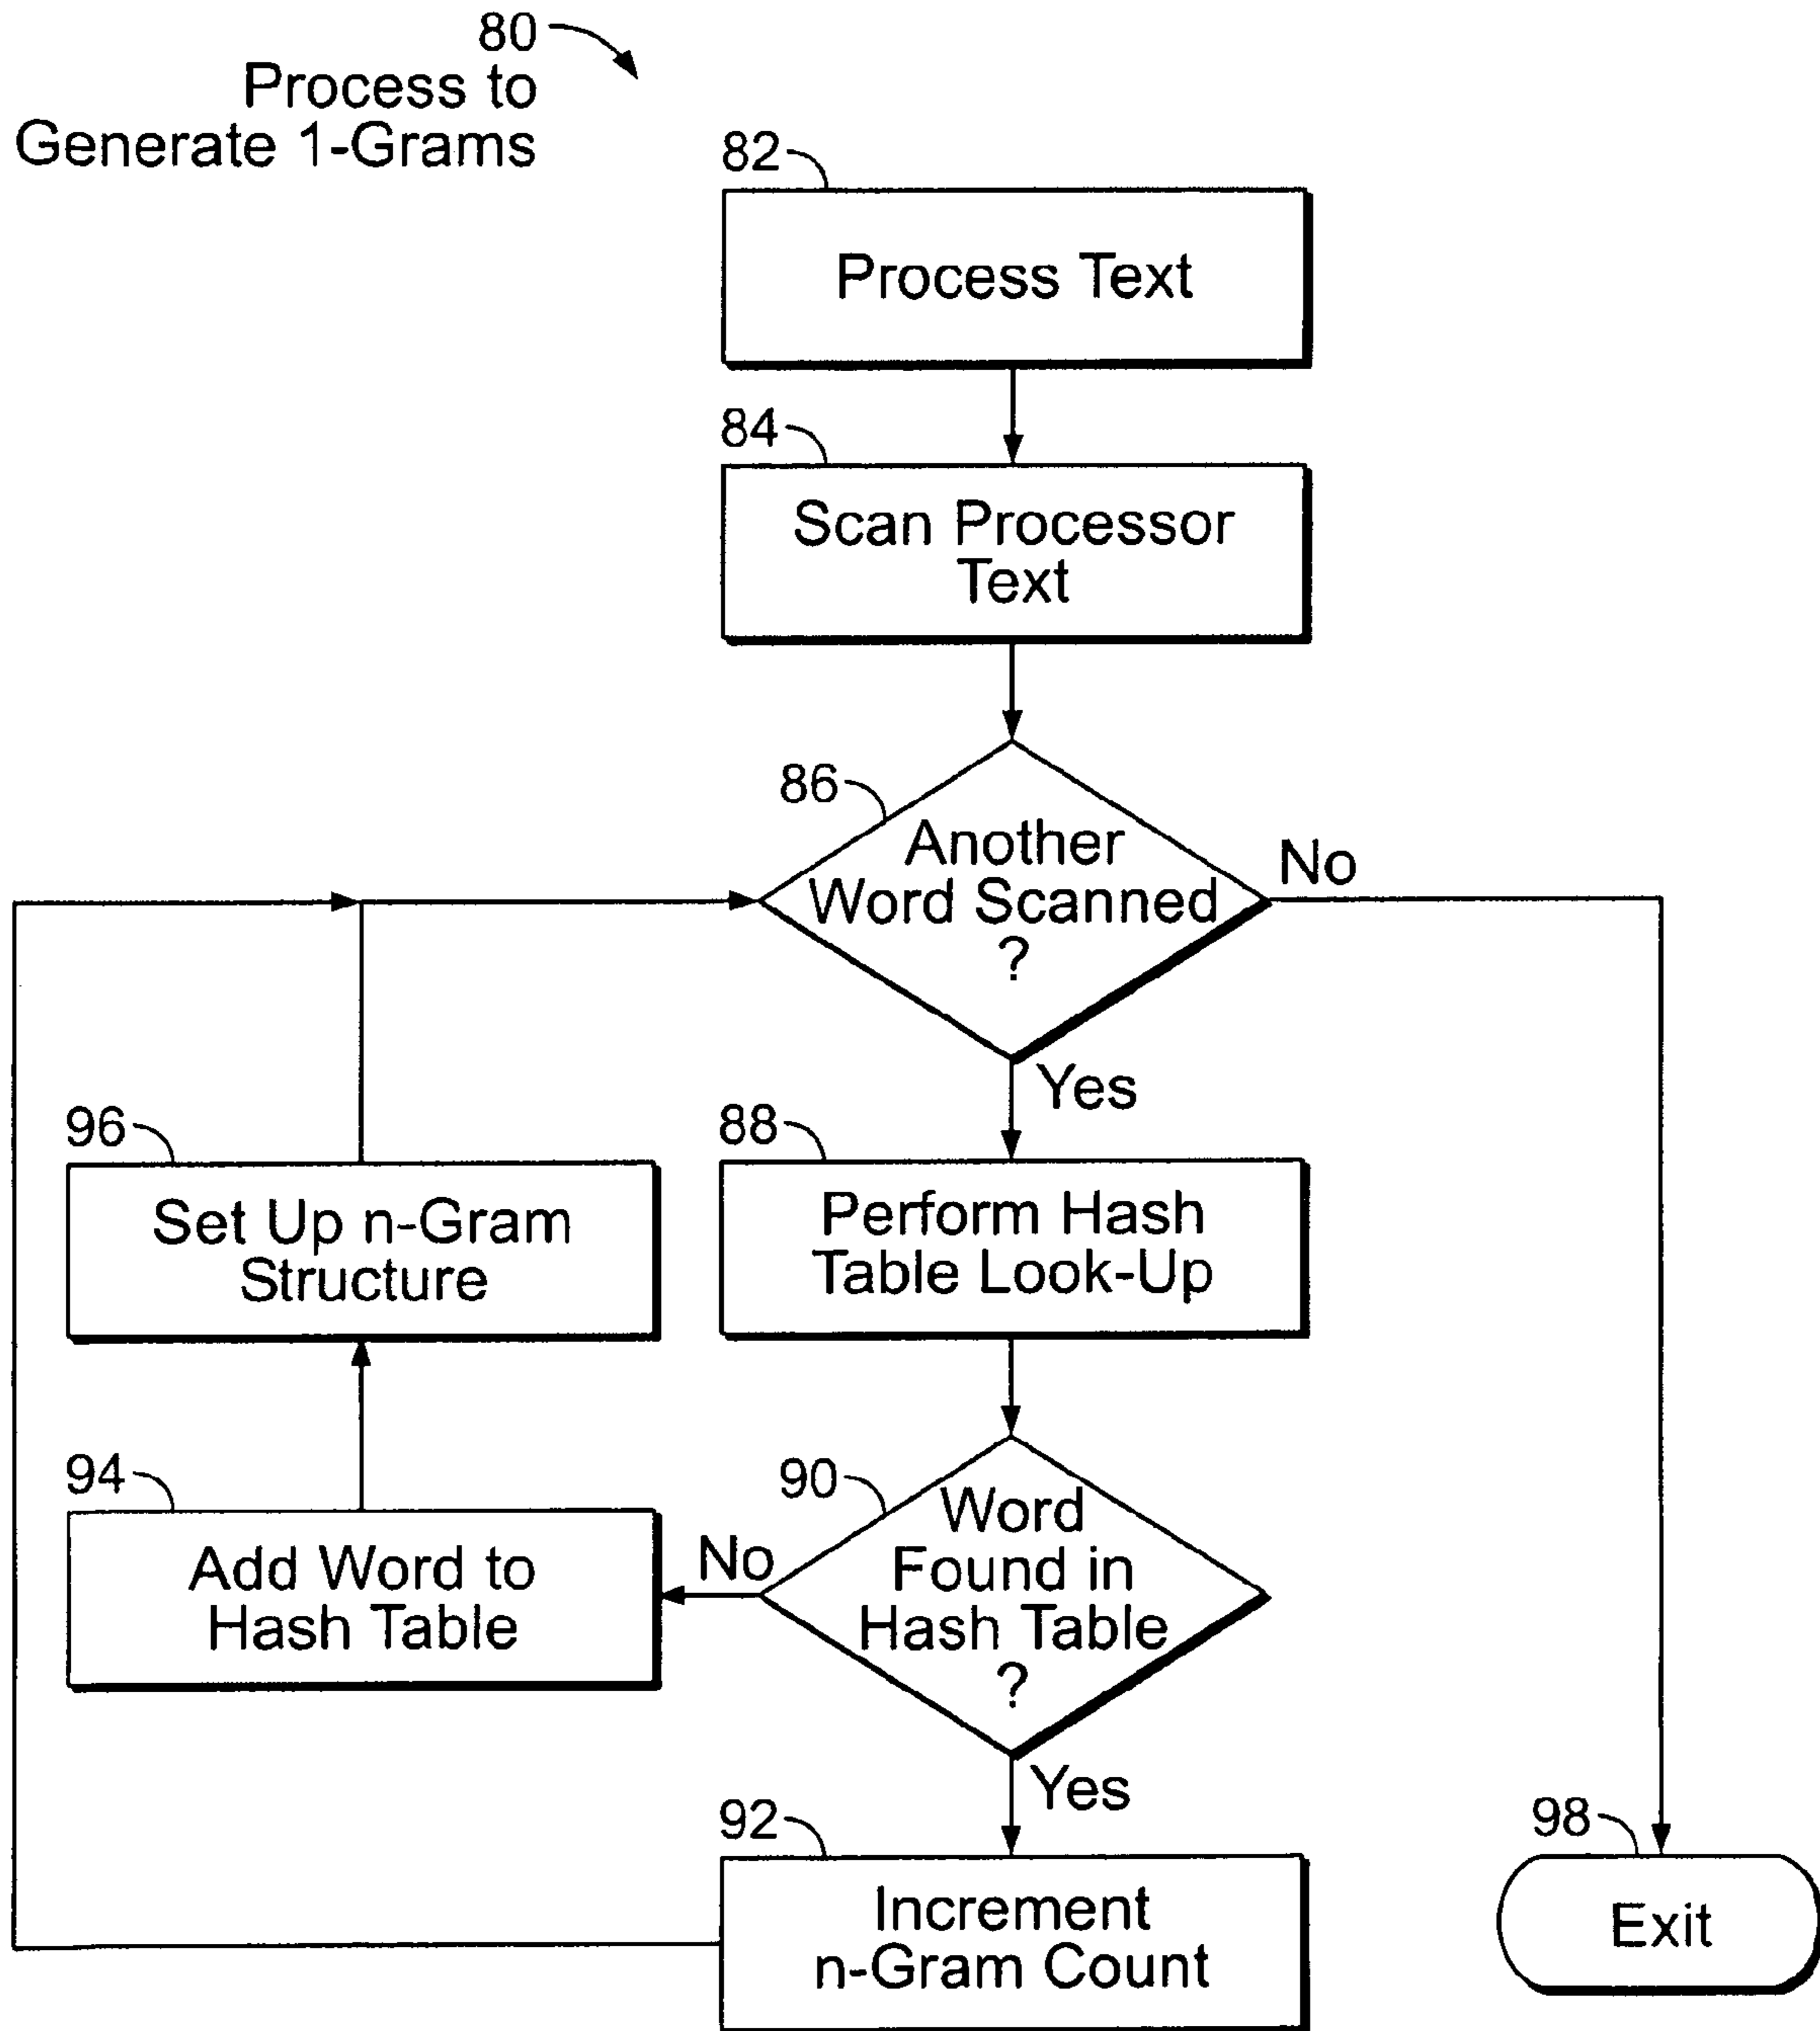 80
Process to
Generate 1-Grams
82
Process Text
84
Scan Processor
Text
86
Another
Word Scanned
?
No
Yes
96
Set Up n-Gram
Structure
88
Perform Hash
Table Look-Up
94
Add Word to
Hash Table
No
90
Word
Found in
Hash Table
?
Yes
92
Increment
n-Gram Count
98
Exit